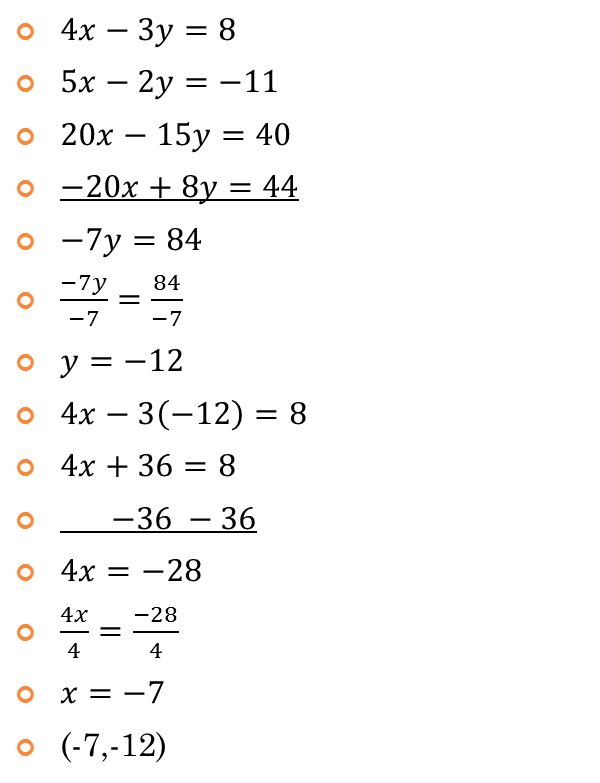 4x − 3y = 8
5x − 2y = −11
20x − 15y = 40
−20x + 8y = 44
−7y = 84
−7y/−7 = 84/−7
y = −12
4x − 3(−12) = 8
4x + 36 = 8
−36 − 36
4x = −28
4x/4 = −28/4
x = −7
(-7,-12)